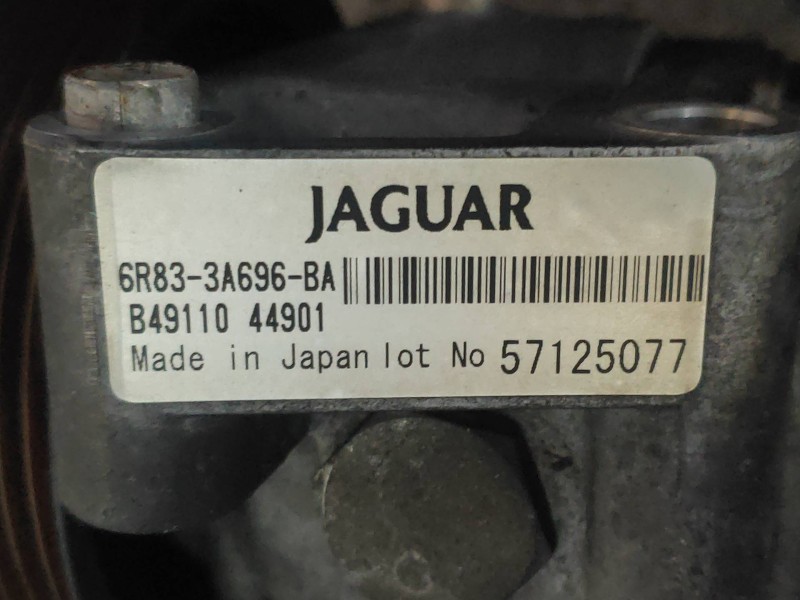 JAGUAR
6R83-3A696-BA
B49110 44901
Made in Japan lot No 57125077